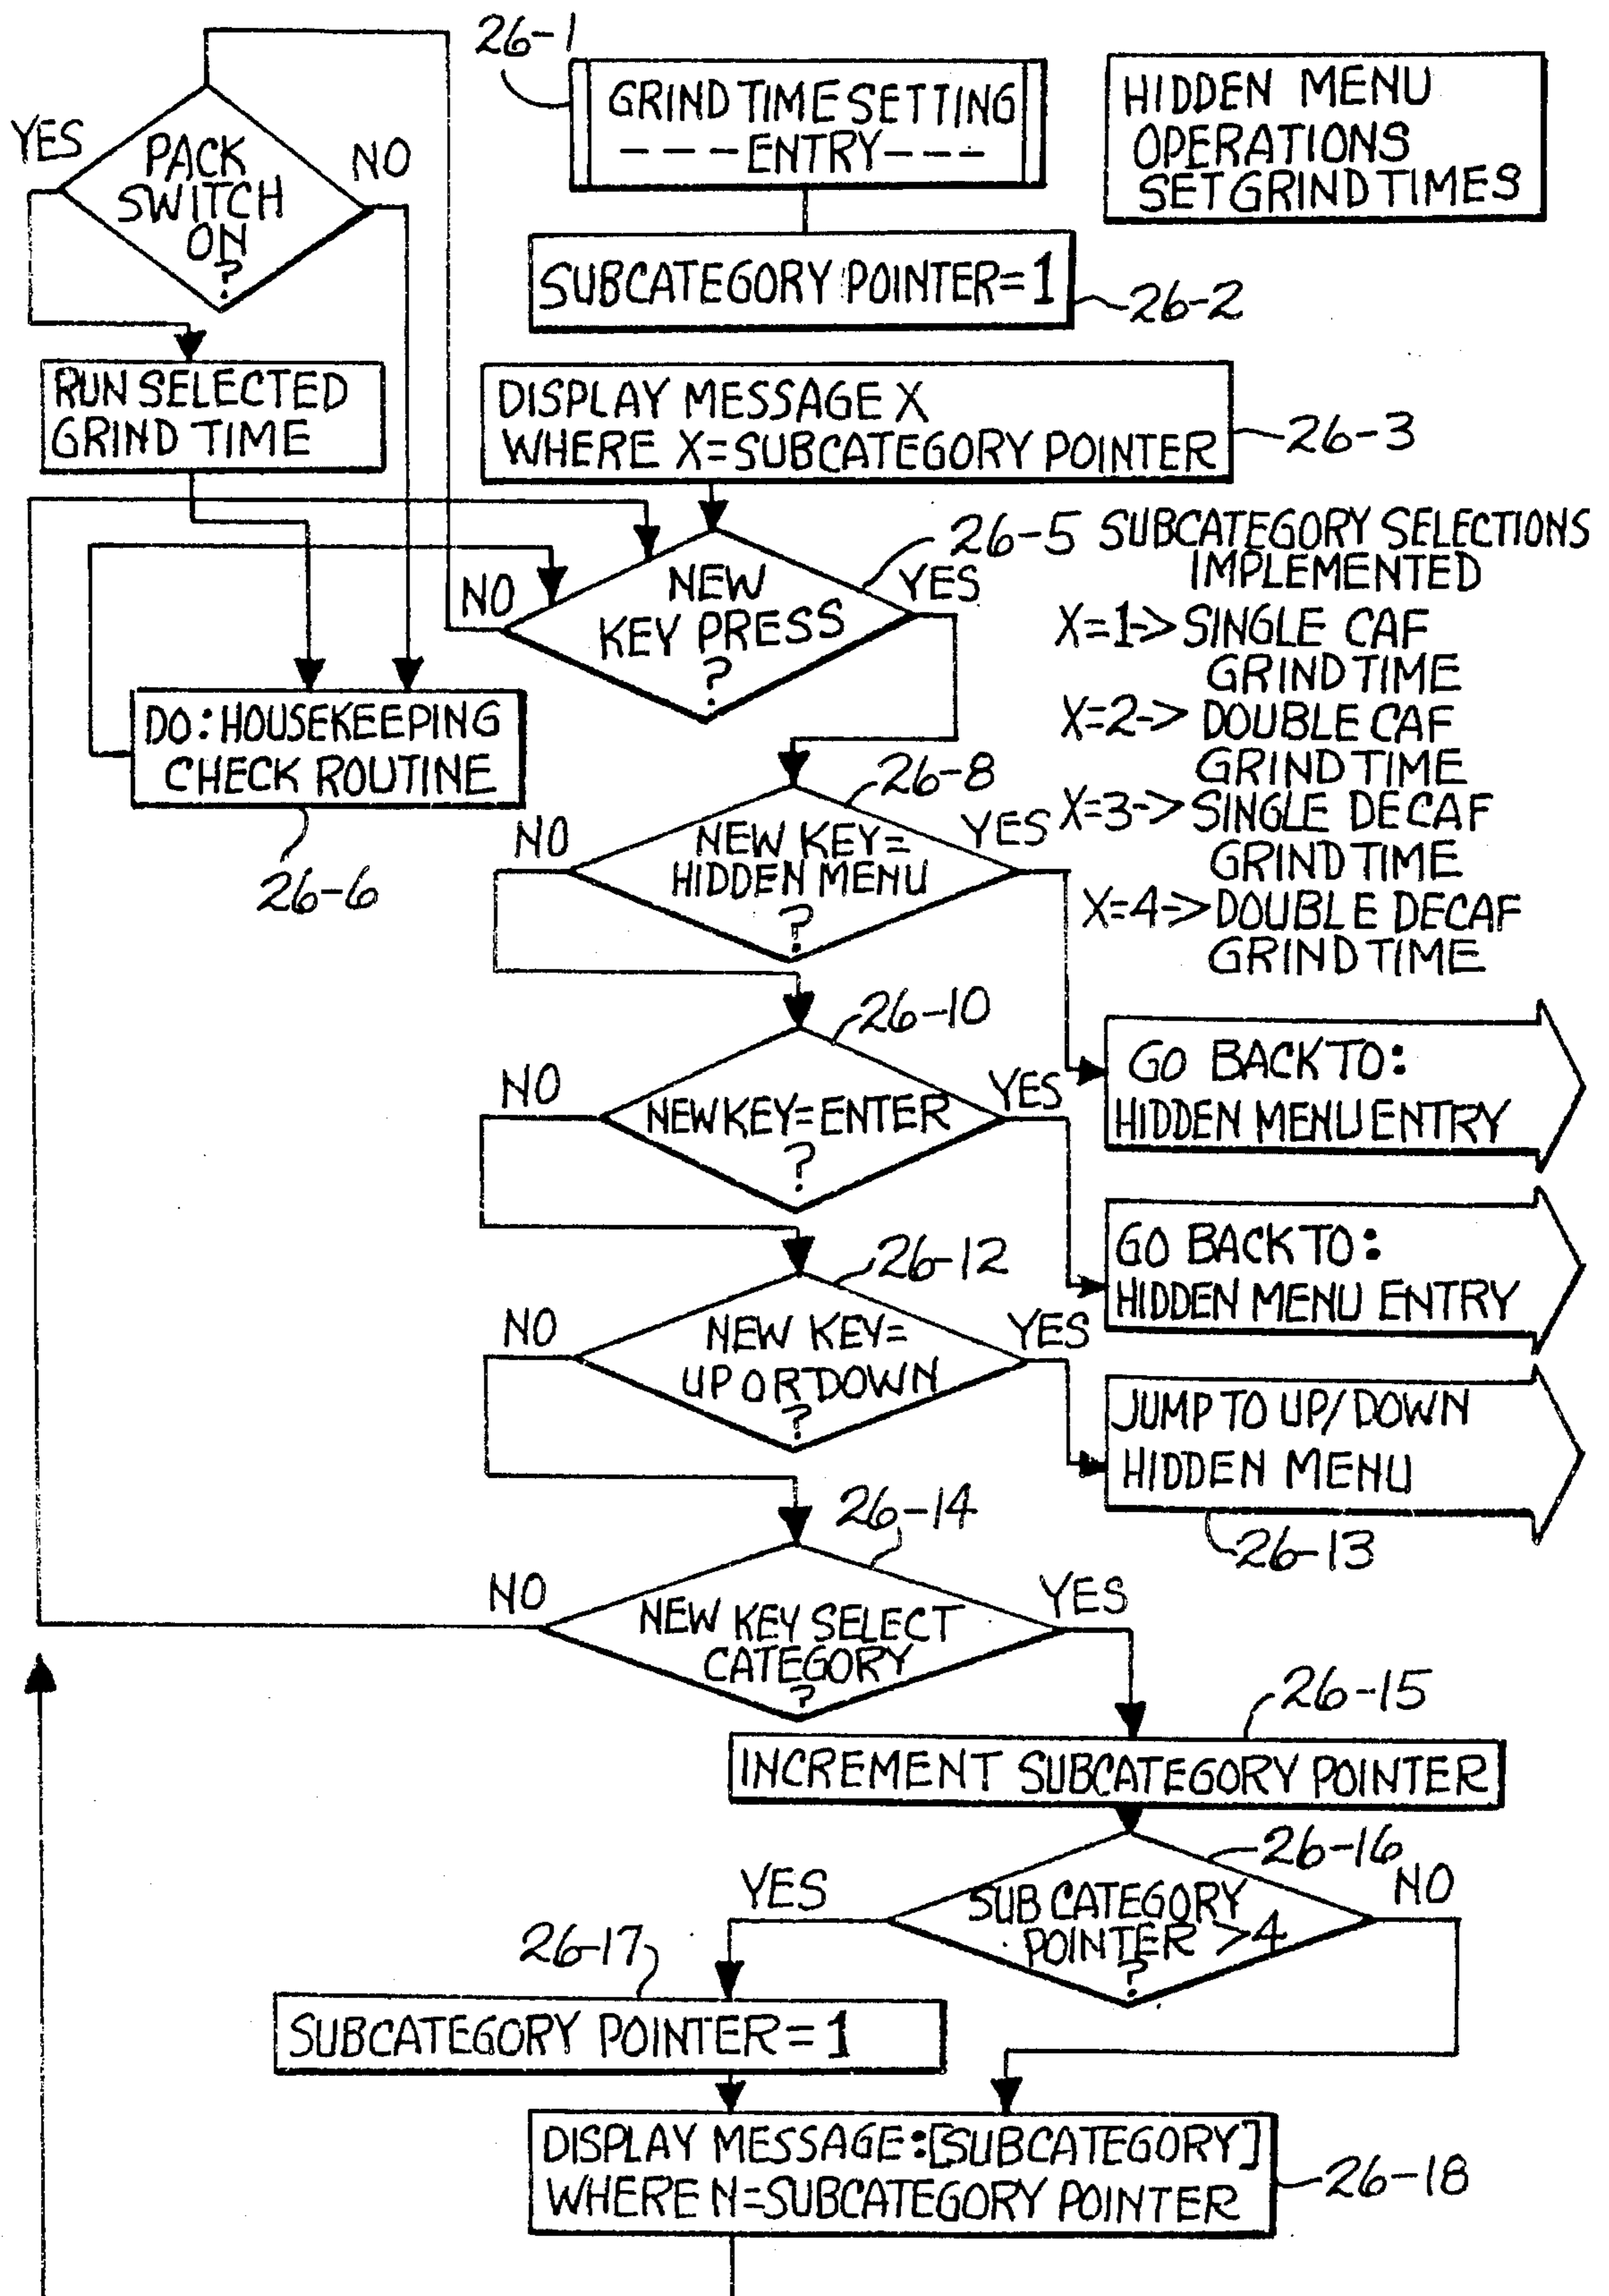 26-1
GRIND TIME SETTING
---ENTRY---
HIDDEN MENU
OPERATIONS
SET GRIND TIMES
YES
PACK
SWITCH
ON
?
NO
SUBCATEGORY POINTER=1
26-2
RUN SELECTED
GRIND TIME
DISPLAY MESSAGE X
WHERE X=SUBCATEGORY POINTER
26-3
26-5
SUBCATEGORY SELECTIONS
IMPLEMENTED
X=1-> SINGLE CAF
GRIND TIME
X=2-> DOUBLE CAF
GRIND TIME
X=3-> SINGLE DECAF
GRIND TIME
X=4-> DOUBLE DECAF
GRIND TIME
NO
NEW
KEY PRESS
?
YES
DO: HOUSEKEEPING
CHECK ROUTINE
26-6
26-8
NO
NEW KEY=
HIDDEN MENU
?
YES
26-10
GO BACK TO:
HIDDEN MENU ENTRY
NO
NEW KEY=ENTER
?
YES
GO BACK TO:
HIDDEN MENU ENTRY
26-12
NO
NEW KEY=
UP OR DOWN
?
YES
JUMP TO UP/DOWN
HIDDEN MENU
26-13
26-14
NO
NEW KEY SELECT
CATEGORY
?
YES
26-15
INCREMENT SUBCATEGORY POINTER
26-16
YES
SUB CATEGORY
POINTER >4
?
NO
26-17
SUBCATEGORY POINTER=1
DISPLAY MESSAGE:[SUBCATEGORY]
WHERE N=SUBCATEGORY POINTER
26-18